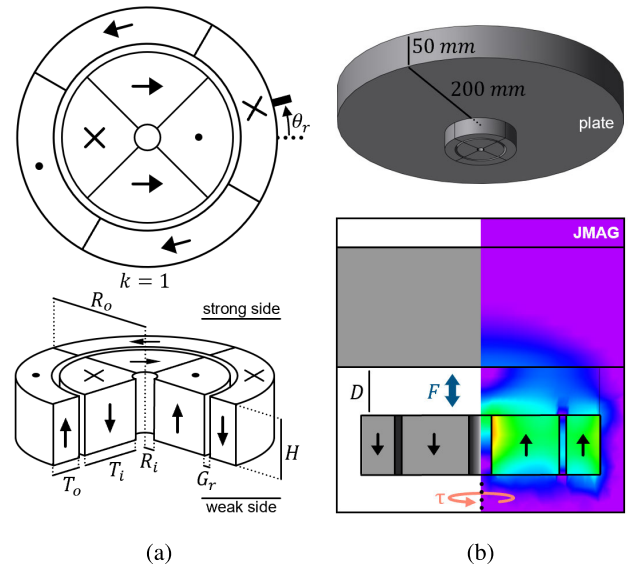 θr
k = 1
Ro
strong side
H
To
Ti
Ri
Gr
weak side
(a)
50 mm
200 mm
plate
JMAG
D
F
τ
(b)